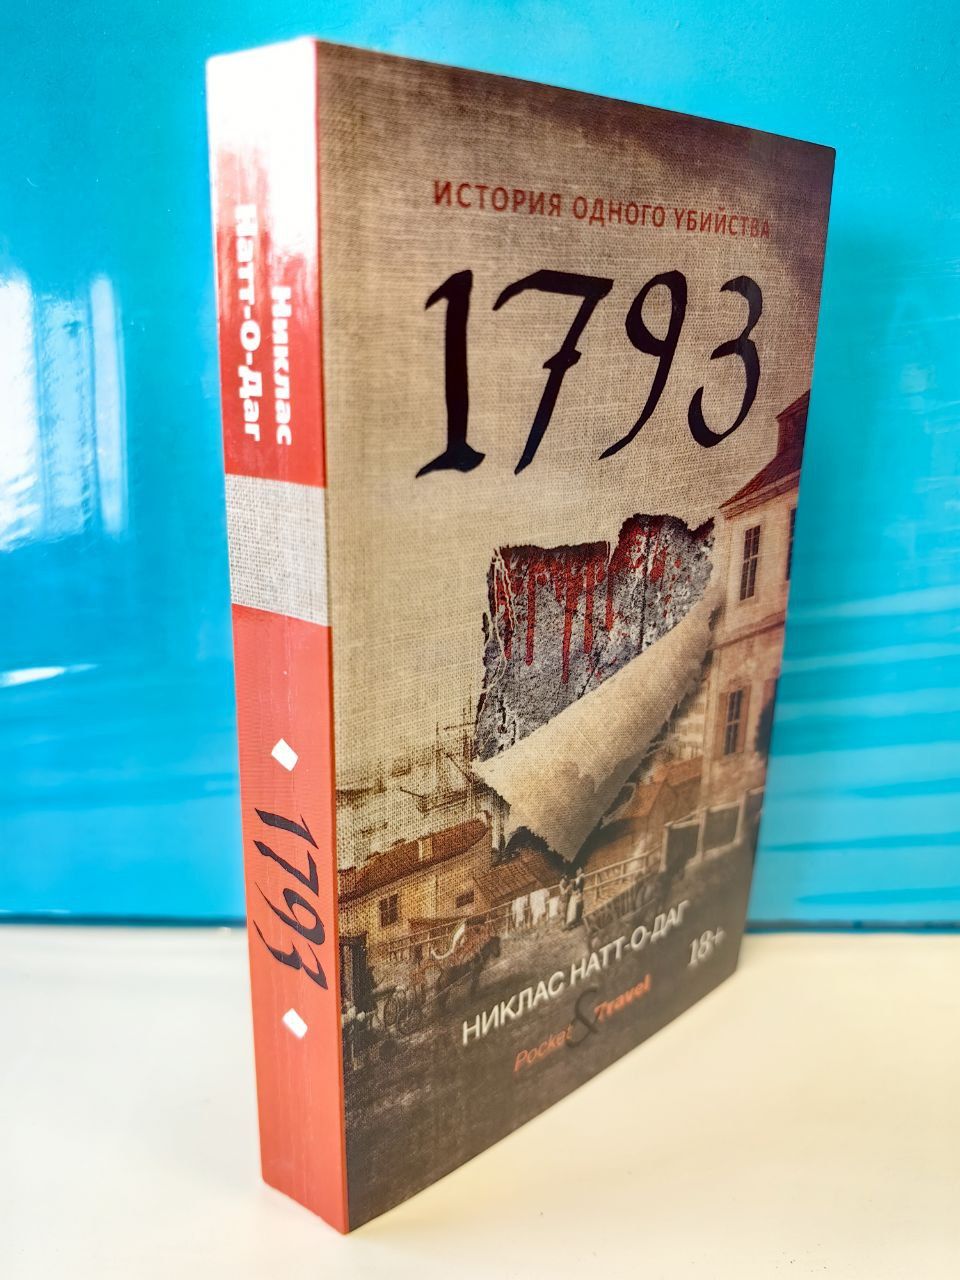 ИСТОРИЯ ОДНОГО УБИЙСТВА
1793
НИКЛАС НАТТ-О-ДАГ
18+
Pocket & Travel
Никлас
Натт-о-Даг
1793